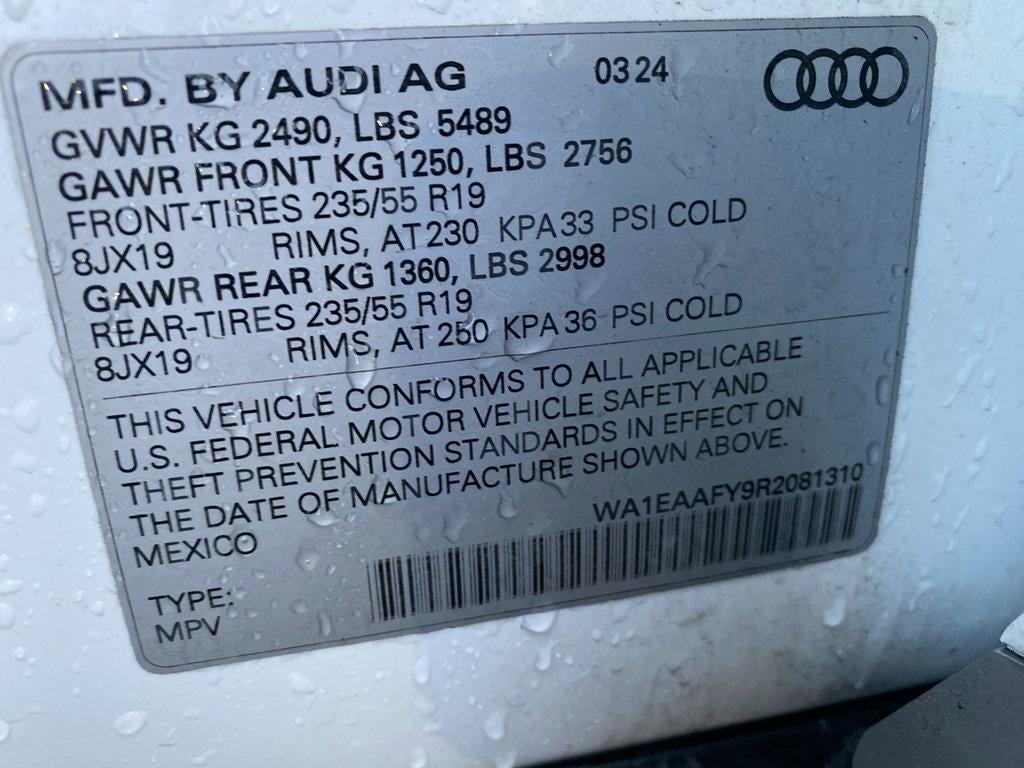 MFD. BY AUDI AG 03 24
GVWR KG 2490, LBS 5489
GAWR FRONT KG 1250, LBS 2756
FRONT-TIRES 235/55 R19
8JX19 RIMS, AT 230 KPA 33 PSI COLD
GAWR REAR KG 1360, LBS 2998
REAR-TIRES 235/55 R19
8JX19 RIMS, AT 250 KPA 36 PSI COLD
THIS VEHICLE CONFORMS TO ALL APPLICABLE
U.S. FEDERAL MOTOR VEHICLE SAFETY AND
THEFT PREVENTION STANDARDS IN EFFECT ON
THE DATE OF MANUFACTURE SHOWN ABOVE.
MEXICO WA1EAAFY9R2081310
TYPE:
MPV